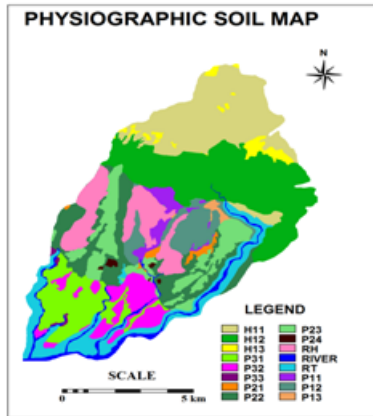 PHYSIOGRAPHIC SOIL MAP
N
LEGEND
H11 P23
H12 P24
H13 RH
P31 RIVER
P32 RT
P33 P11
P21 P12
P22 P13
SCALE
0 5 km